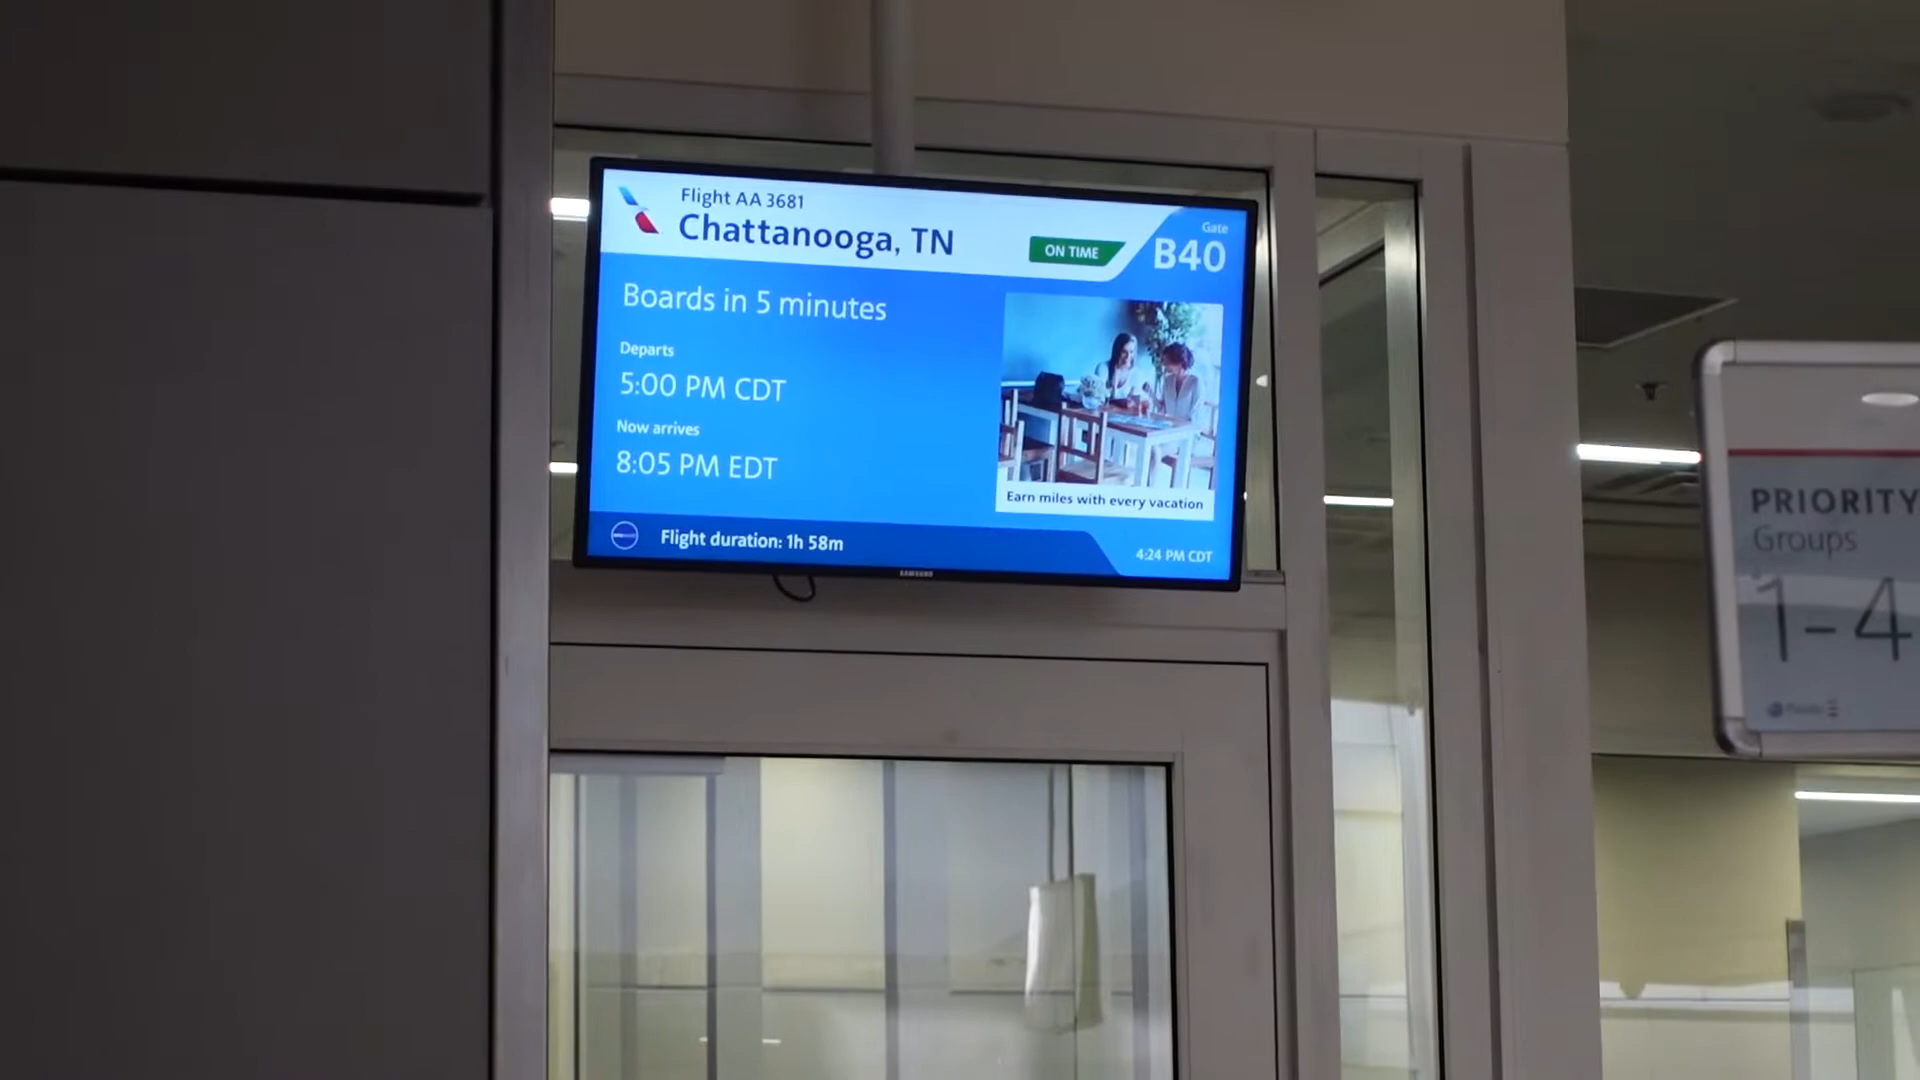 Flight AA 3681
Chattanooga, TN
ON TIME
Gate
B40
Boards in 5 minutes
Departs
5:00 PM CDT
Now arrives
8:05 PM EDT
Earn miles with every vacation
Flight duration: 1h 58m
4:24 PM CDT
SAMSUNG
PRIORITY
Groups
1-4